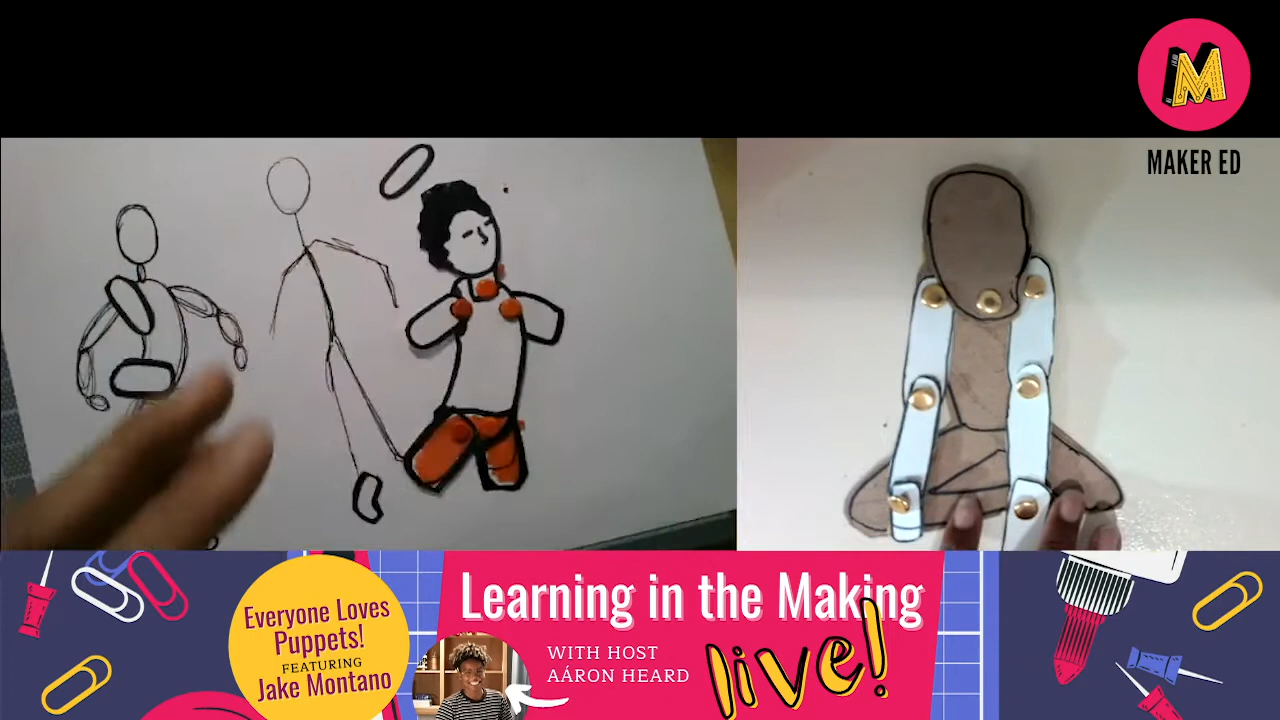 M
MAKER ED
Everyone Loves
Puppets!
FEATURING
Jake Montano
Learning in the Making
live!
WITH HOST
AÁRON HEARD